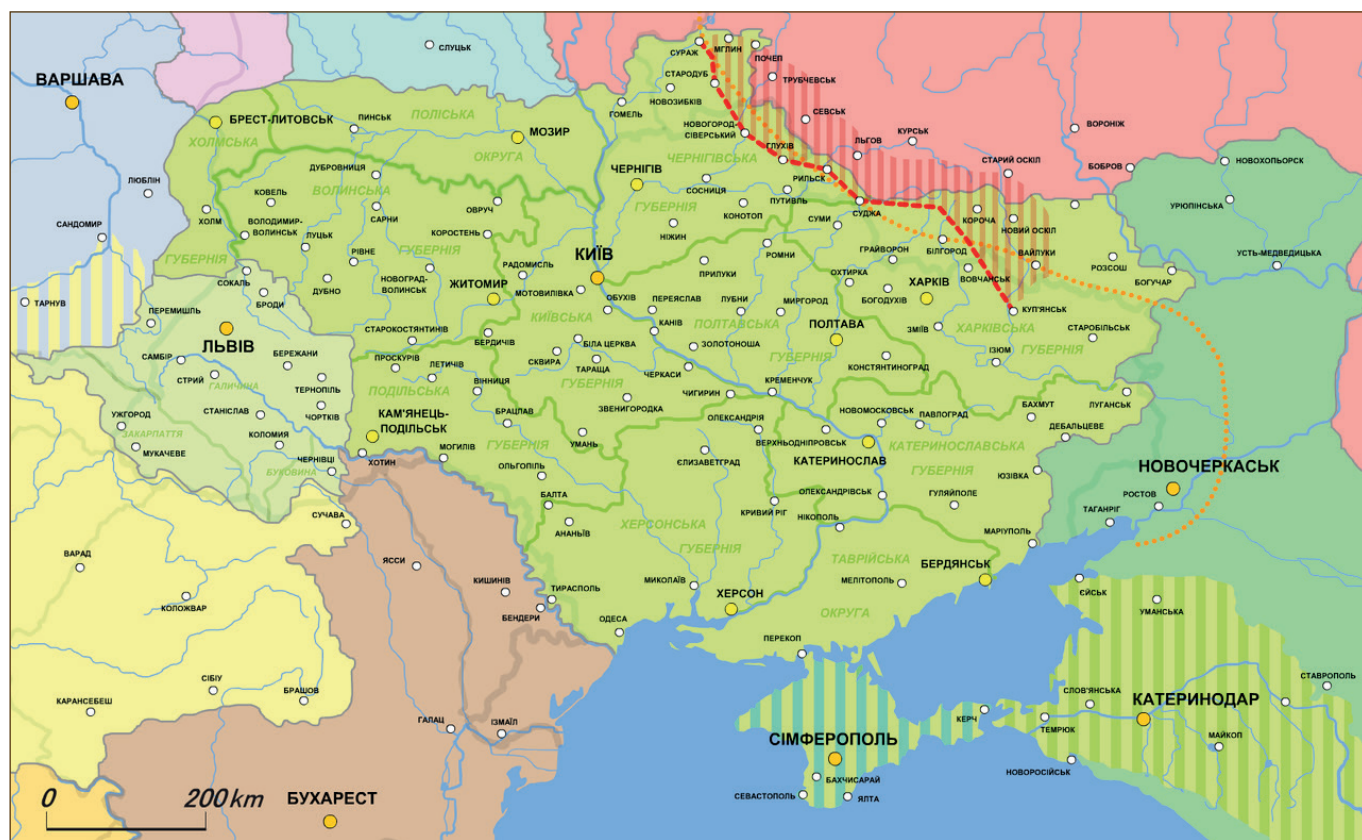 СЛУЦЬК
СУРАЖ
МГЛИН
ПОЧЕП
ВАРШАВА
СТАРОДУБ
ТРУБЧЕВСЬК
НОВОЗИБКІВ
ГОМЕЛЬ
БРЕСТ-ЛИТОВСЬК
ПИНСЬК
ПОЛІСЬКА
МОЗИР
НОВОГОРОД-
СІВЕРСЬКИЙ
СЕВСЬК
ВОРОНІЖ
ХОЛМСЬКА
ОКРУГА
ЧЕРНІГІВСЬКА
ГЛУХІВ
ЛЬГОВ
КУРСЬК
СТАРИЙ ОСКІЛ
БОБРОВ
НОВОХОПЬОРСК
ДУБРОВИЦЯ
ЧЕРНІГІВ
РИЛЬСК
ЛЮБЛІН
КОВЕЛЬ
ВОЛИНСЬКА
СОСНИЦЯ
ПУТИВЛЬ
САНДОМИР
ХОЛМ
САРНИ
ОВРУЧ
ГУБЕРНІЯ
КОНОТОП
СУДЖА
КОРОЧА
УРЮПІНСЬКА
ВОЛОДИМИР-
ВОЛИНСЬК
ЛУЦЬК
КОРОСТЕНЬ
НІЖИН
СУМИ
НОВИЙ ОСКІЛ
ГУБЕРНІЯ
РІВНЕ
ГУБЕРНІЯ
КИЇВ
РОМНИ
ГРАЙВОРОН
БІЛГОРОД
ВАЙЛУКИ
РОЗСОШ
УСТЬ-МЕДВЕДИЦЬКА
СОКАЛЬ
НОВОГРАД-
ВОЛИНСЬК
РАДОМИСЛЬ
ПРИЛУКИ
ОХТИРКА
ХАРКІВ
ВОВЧАНСЬК
БОГУЧАР
ТАРНУВ
БРОДИ
ДУБНО
ЖИТОМИР
МОТОВИЛІВКА
ОБУХІВ
ПЕРЕЯСЛАВ
ЛУБНИ
МИРГОРОД
БОГОДУХІВ
КУП'ЯНСЬК
ПЕРЕМИШЛЬ
КИЇВСЬКА
КАНІВ
ПОЛТАВСЬКА
ПОЛТАВА
ЗМІЇВ
ХАРКІВСЬКА
СТАРОБІЛЬСЬК
ЛЬВІВ
СТАРОКОСТЯНТИНІВ
БЕРДИЧІВ
БІЛА ЦЕРКВА
ЗОЛОТОНОША
ГУБЕРНІЯ
ІЗЮМ
ГУБЕРНІЯ
САМБІР
БЕРЕЖАНИ
ПРОСКУРІВ
ЛЕТИЧІВ
СКВИРА
ТАРАЩА
КОНСТЯНТИНОГРАД
СТРИЙ
ГАЛИЧИНА
ТЕРНОПІЛЬ
ПОДІЛЬСЬКА
ВІННИЦЯ
ГУБЕРНІЯ
ЧЕРКАСИ
КРЕМЕНЧУК
ЧИГИРИН
ЛУГАНСЬК
УЖГОРОД
СТАНІСЛАВ
ЧОРТКІВ
КАМ'ЯНЕЦЬ-
ПОДІЛЬСЬК
БРАЦЛАВ
ЗВЕНИГОРОДКА
ОЛЕКСАНДРІЯ
НОВОМОСКОВСЬК
ПАВЛОГРАД
БАХМУТ
ЗАКАРПАТТЯ
КОЛОМИЯ
ГУБЕРНІЯ
УМАНЬ
ВЕРХНЬОДНІПРОВСЬК
КАТЕРИНОСЛАВСЬКА
ДЕБАЛЬЦЕВЕ
МУКАЧЕВЕ
ЧЕРНІВЦІ
БУКОВИНА
ХОТИН
МОГИЛІВ
ОЛЬГОПІЛЬ
ЄЛИЗАВЕТГРАД
КАТЕРИНОСЛАВ
ГУБЕРНІЯ
ЮЗІВКА
НОВОЧЕРКАСЬК
БАЛТА
ОЛЕКСАНДРІВСЬК
ГУЛЯЙПОЛЕ
РОСТОВ
СУЧАВА
АНАНЬЇВ
ХЕРСОНСЬКА
КРИВИЙ РІГ
НІКОПОЛЬ
ТАГАНРІГ
МАРІУПОЛЬ
ВАРАД
ЯССИ
ГУБЕРНІЯ
ТАВРІЙСЬКА
БЕРДЯНСЬК
КИШИНІВ
ТИРАСПОЛЬ
МИКОЛАЇВ
МЕЛІТОПОЛЬ
ЄЙСЬК
КОЛОЖВАР
БЕНДЕРИ
ХЕРСОН
ОКРУГА
УМАНСЬКА
ОДЕСА
ПЕРЕКОП
СІБІУ
БРАШОВ
СЛОВ'ЯНСЬКА
СТАВРОПОЛЬ
КАРАНСЕБЕШ
КАТЕРИНОДАР
ГАЛАЦ
ІЗМАЇЛ
КЕРЧ
ТЕМРЮК
МАЙКОП
СІМФЕРОПОЛЬ
БАХЧИСАРАЙ
НОВОРОСІЙСЬК
СЕВАСТОПОЛЬ
ЯЛТА
0 200 km
БУХАРЕСТ